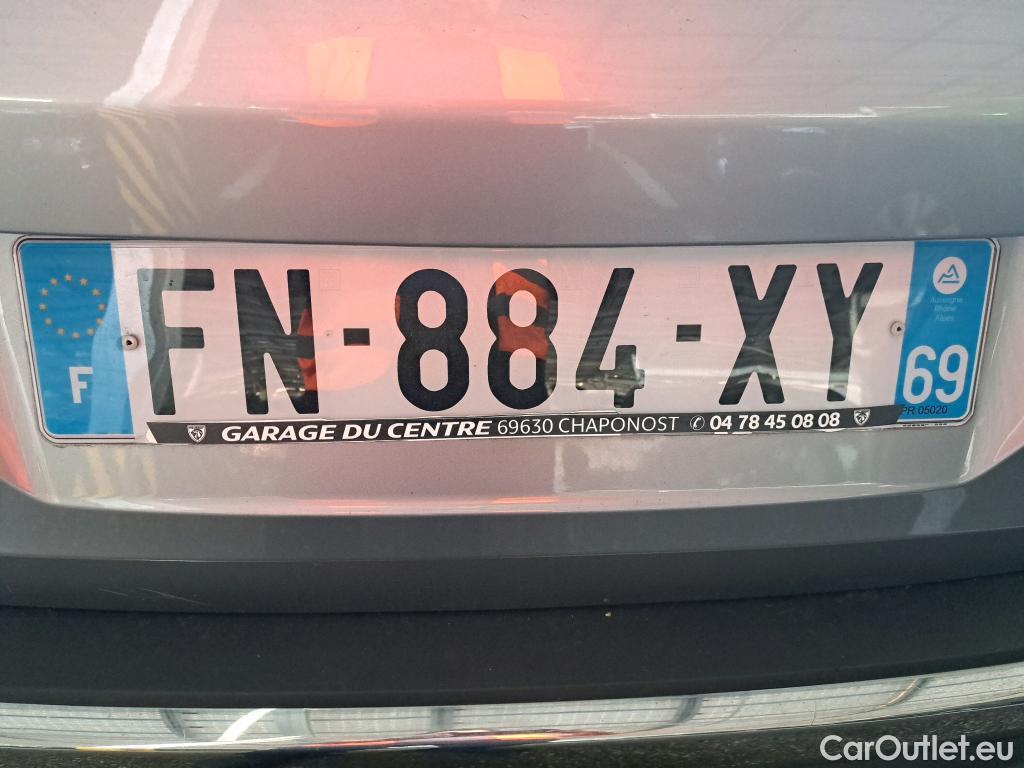 F
FN-884-XY
Auvergne
Rhône
Alpes
69
PR 05020
GARAGE DU CENTRE 69630 CHAPONOST ✆ 04 78 45 08 08
CarOutlet.eu